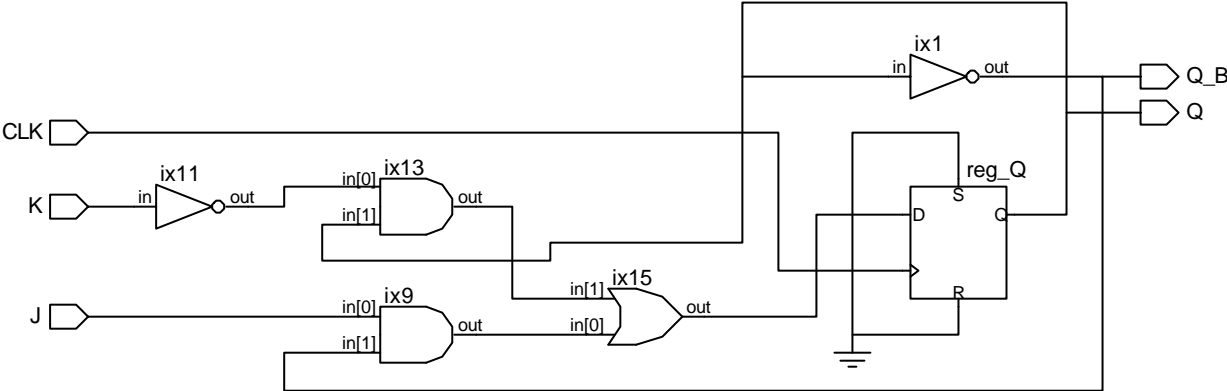 ix1
in
out
Q_B
Q
CLK
ix11
in
out
K
ix13
in[0]
in[1]
out
reg_Q
S
D
Q
R
ix15
in[1]
in[0]
out
J
ix9
in[0]
in[1]
out